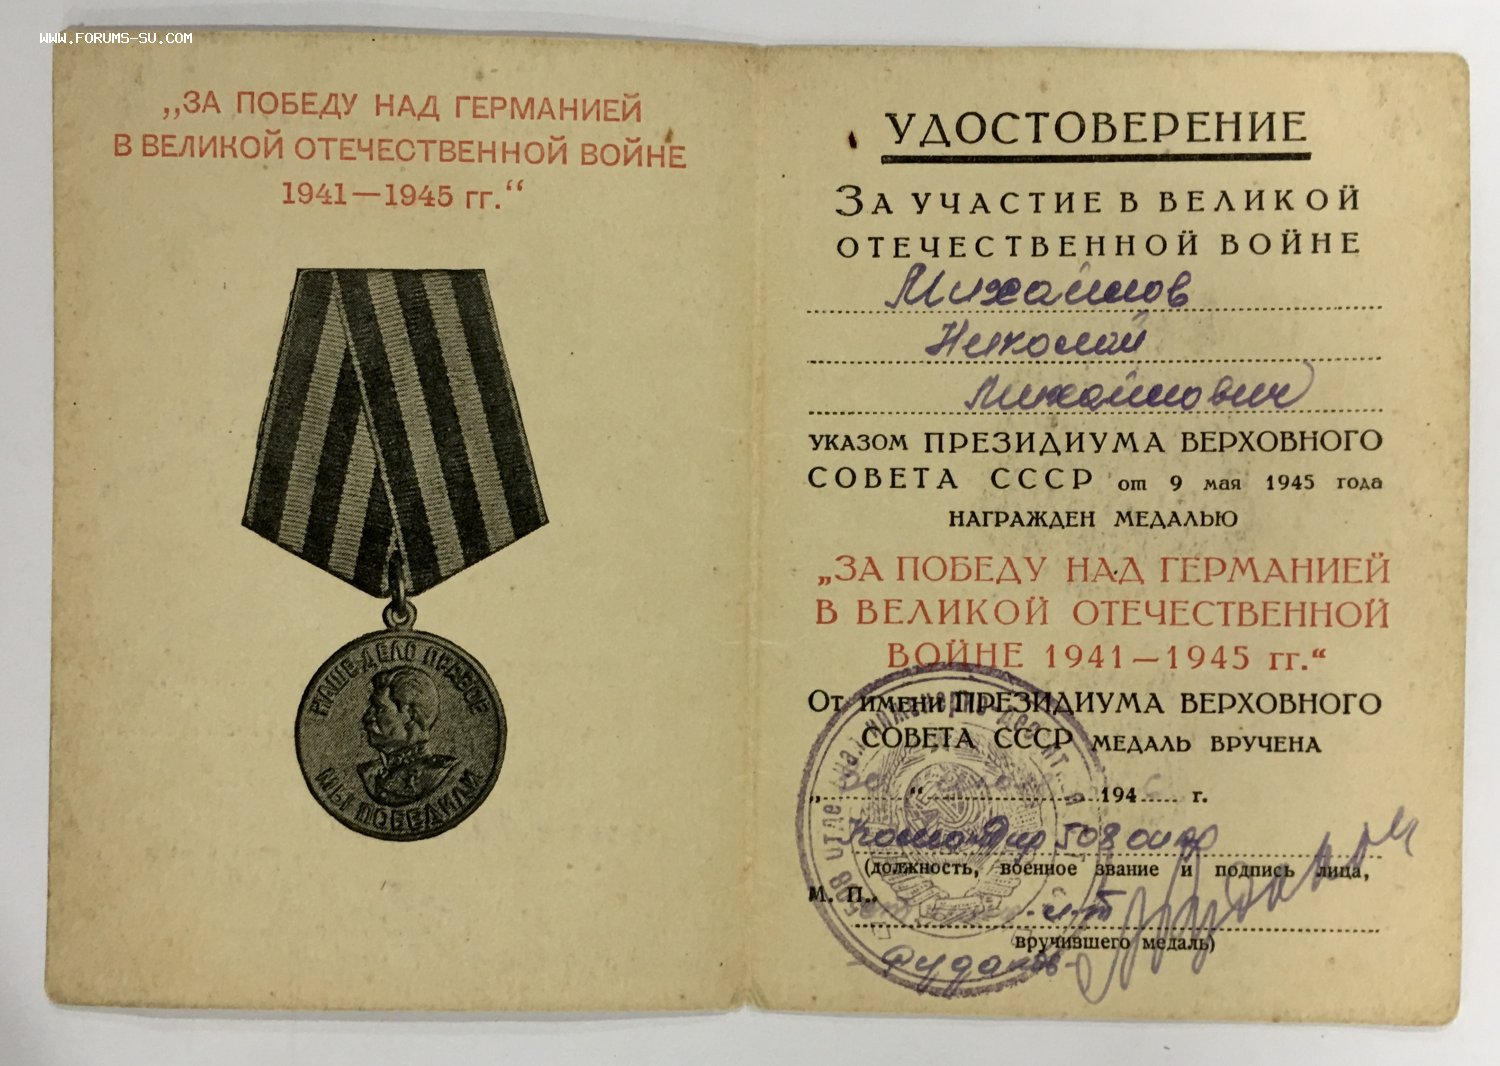 WWW.FORUMS-SU.COM
„ЗА ПОБЕДУ НАД ГЕРМАНИЕЙ
В ВЕЛИКОЙ ОТЕЧЕСТВЕННОЙ ВОЙНЕ
1941—1945 гг.“
НАШЕ ДЕЛО ПРАВОЕ
МЫ ПОБЕДИЛИ
УДОСТОВЕРЕНИЕ
ЗА УЧАСТИЕ В ВЕЛИКОЙ
ОТЕЧЕСТВЕННОЙ ВОЙНЕ
Михайлов
Николай
Михайлович
УКАЗОМ ПРЕЗИДИУМА ВЕРХОВНОГО
СОВЕТА СССР от 9 мая 1945 года
НАГРАЖДЕН МЕДАЛЬЮ
„ЗА ПОБЕДУ НАД ГЕРМАНИЕЙ
В ВЕЛИКОЙ ОТЕЧЕСТВЕННОЙ
ВОЙНЕ 1941—1945 гг.“
ОТ ИМЕНИ ПРЕЗИДИУМА ВЕРХОВНОГО
СОВЕТА СССР МЕДАЛЬ ВРУЧЕНА
„ “ 194 г.
Командир 508
(должность, военное звание и подпись лица,
М. П.
вручившего медаль)
Рудаков